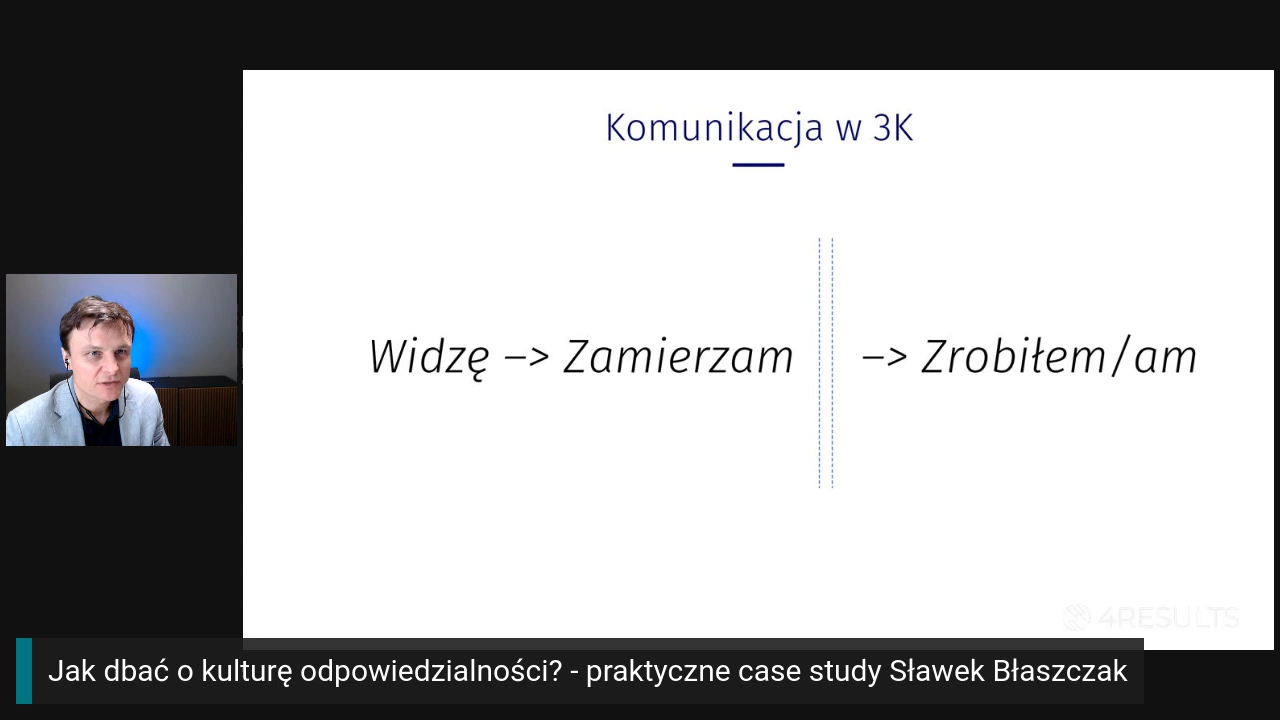 Komunikacja w 3K
Widzę –> Zamierzam –> Zrobiłem/am
4RESULTS
Jak dbać o kulturę odpowiedzialności? - praktyczne case study Sławek Błaszczak